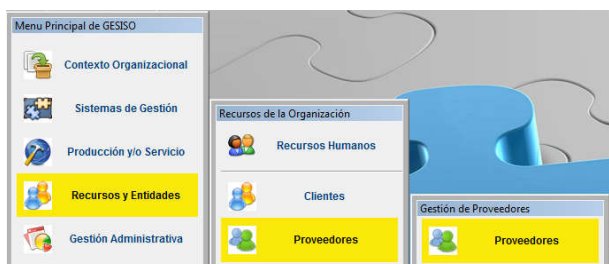 Menu Principal de GESISO
Contexto Organizacional
Sistemas de Gestión
Producción y/o Servicio
Recursos y Entidades
Gestión Administrativa
Recursos de la Organización
Recursos Humanos
Clientes
Proveedores
Gestión de Proveedores
Proveedores